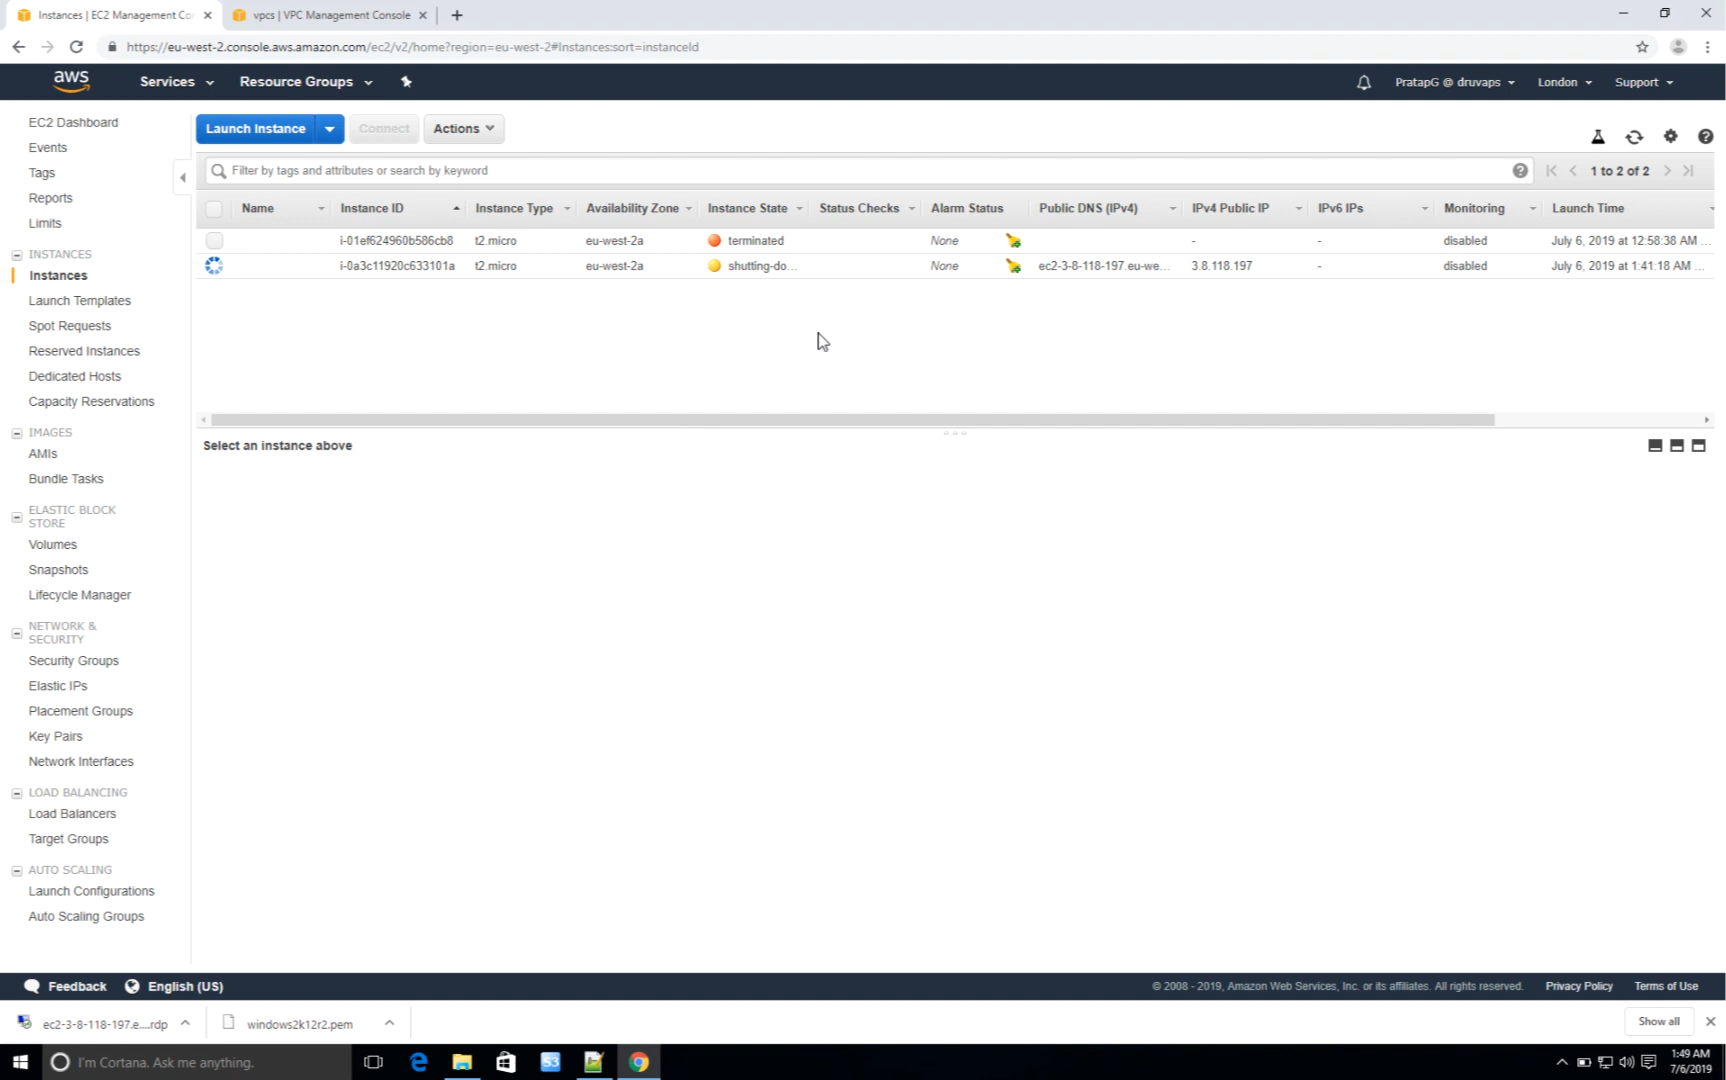 Instances | EC2 Management Co
vpcs | VPC Management Console
https://eu-west-2.console.aws.amazon.com/ec2/v2/home?region=eu-west-2#Instances:sort=instanceId
aws
Services
Resource Groups
PratapG @ druvaps
London
Support
EC2 Dashboard
Events
Tags
Reports
Limits
INSTANCES
Instances
Launch Templates
Spot Requests
Reserved Instances
Dedicated Hosts
Capacity Reservations
IMAGES
AMIs
Bundle Tasks
ELASTIC BLOCK
STORE
Volumes
Snapshots
Lifecycle Manager
NETWORK &
SECURITY
Security Groups
Elastic IPs
Placement Groups
Key Pairs
Network Interfaces
LOAD BALANCING
Load Balancers
Target Groups
AUTO SCALING
Launch Configurations
Auto Scaling Groups
Launch Instance
Connect
Actions
Filter by tags and attributes or search by keyword
1 to 2 of 2
Name Instance ID Instance Type Availability Zone Instance State Status Checks Alarm Status Public DNS (IPv4) IPv4 Public IP IPv6 IPs Monitoring Launch Time
i-01ef624960b586cb8 t2.micro eu-west-2a terminated None - - disabled July 6, 2019 at 12:58:38 AM ...
i-0a3c11920c633101a t2.micro eu-west-2a shutting-do... None ec2-3-8-118-197.eu-we... 3.8.118.197 - disabled July 6, 2019 at 1:41:18 AM ...
Select an instance above
Feedback
English (US)
© 2008 - 2019, Amazon Web Services, Inc. or its affiliates. All rights reserved.
Privacy Policy
Terms of Use
ec2-3-8-118-197.e....rdp
windows2k12r2.pem
Show all
I'm Cortana. Ask me anything.
S3
1:49 AM
7/6/2019